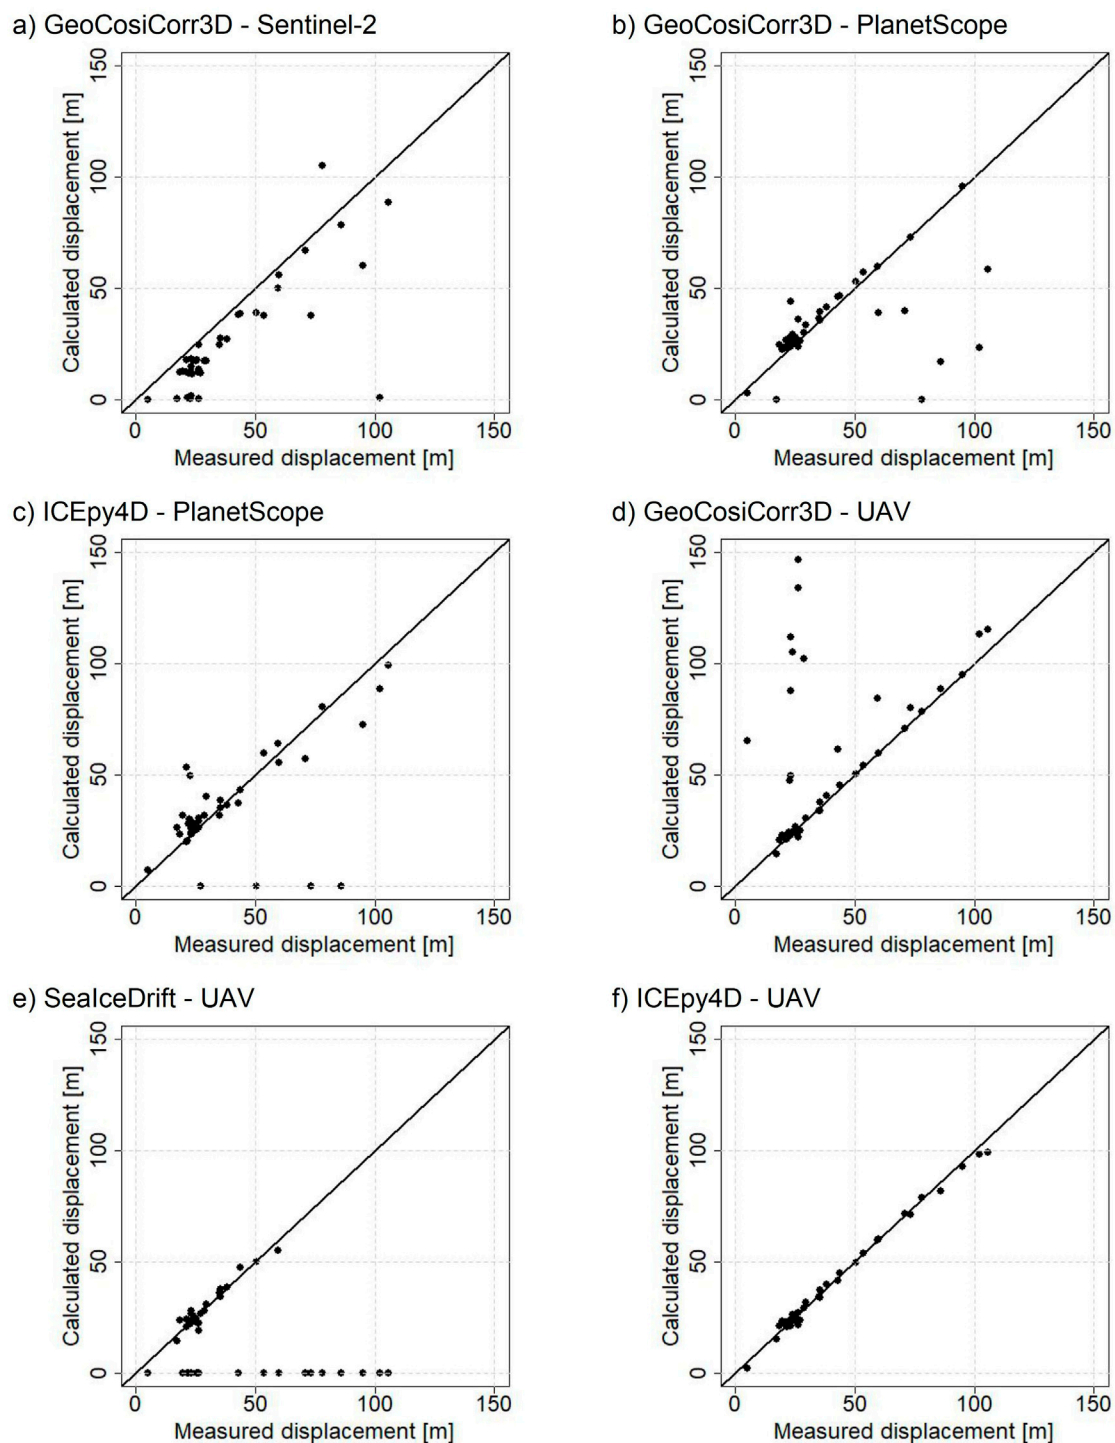 a) GeoCosiCorr3D - Sentinel-2
b) GeoCosiCorr3D - PlanetScope
150
100
50
0
Calculated displacement [m]
0 50 100 150
Measured displacement [m]
150
100
50
0
Calculated displacement [m]
0 50 100 150
Measured displacement [m]
c) ICEpy4D - PlanetScope
d) GeoCosiCorr3D - UAV
150
100
50
0
Calculated displacement [m]
0 50 100 150
Measured displacement [m]
150
100
50
0
Calculated displacement [m]
0 50 100 150
Measured displacement [m]
e) SeaIceDrift - UAV
f) ICEpy4D - UAV
150
100
50
0
Calculated displacement [m]
0 50 100 150
Measured displacement [m]
150
100
50
0
Calculated displacement [m]
0 50 100 150
Measured displacement [m]